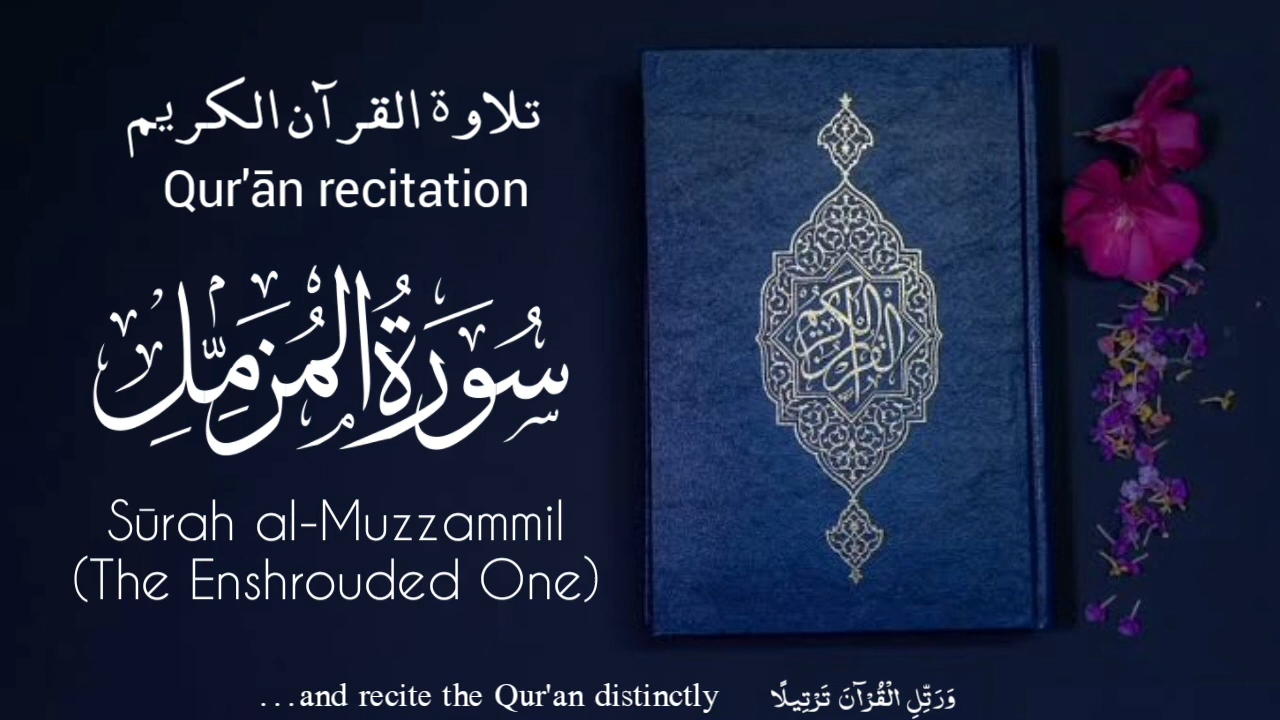 تلاوة القرآن الكريم
Qur'ān recitation
سُورَةُ الْمُزَّمِّلِ
Sūrah al-Muzzammil
(The Enshrouded One)
القرآن الكريم
...and recite the Qur'an distinctly وَرَتِّلِ الْقُرْآنَ تَرْتِيلًا